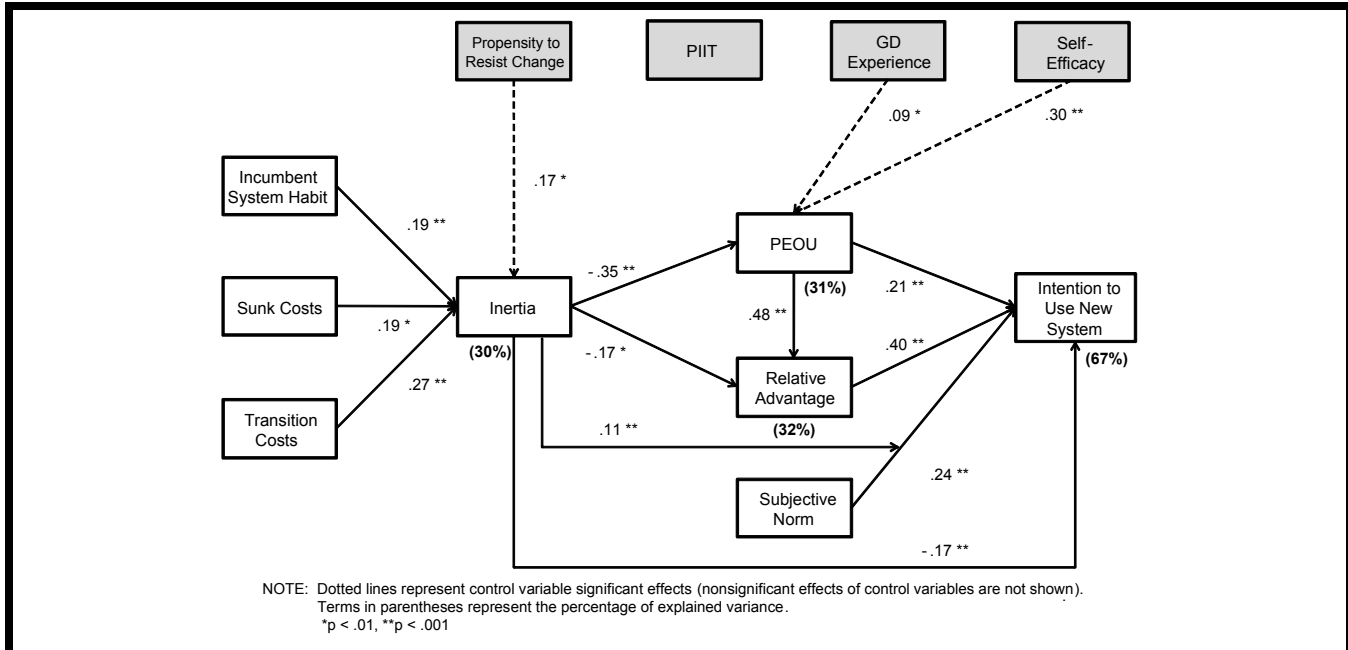 Propensity to
Resist Change
PIIT
GD
Experience
Self-
Efficacy
.09 *
.30 **
.17 *
Incumbent
System Habit
.19 **
Sunk Costs
.19 *
Transition
Costs
.27 **
Inertia
(30%)
- .35 **
- .17 *
PEOU
(31%)
.48 **
.21 **
Relative
Advantage
(32%)
.40 **
Intention to
Use New
System
(67%)
.11 **
Subjective
Norm
.24 **
- .17 **
NOTE: Dotted lines represent control variable significant effects (nonsignificant effects of control variables are not shown).
Terms in parentheses represent the percentage of explained variance.
*p < .01, **p < .001